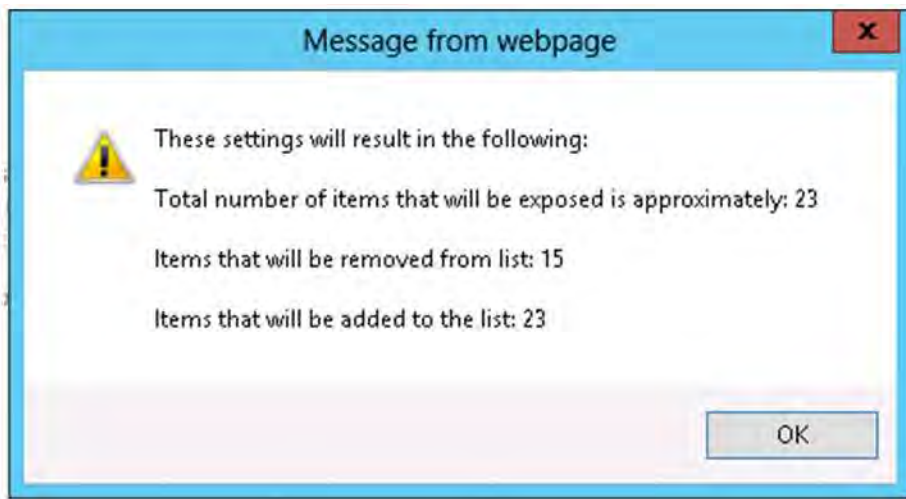 Message from webpage
x
These settings will result in the following:
Total number of items that will be exposed is approximately: 23
Items that will be removed from list: 15
Items that will be added to the list: 23
OK